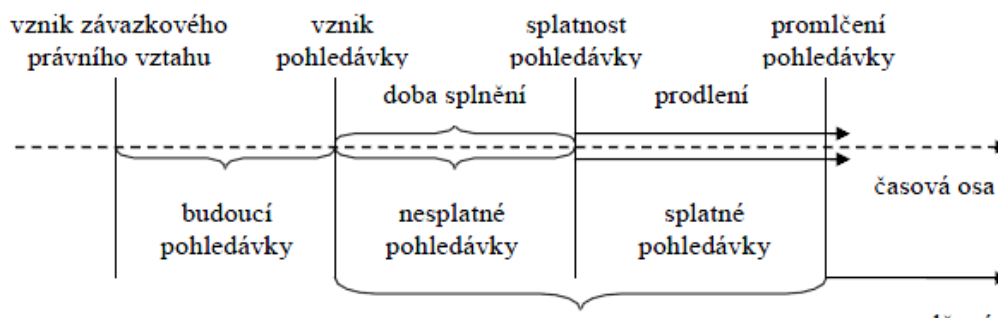 vznik závazkového
právního vztahu
vznik
pohledávky
splatnost
pohledávky
promlčení
pohledávky
doba splnění
prodlení
časová osa
budoucí
pohledávky
nesplatné
pohledávky
splatné
pohledávky